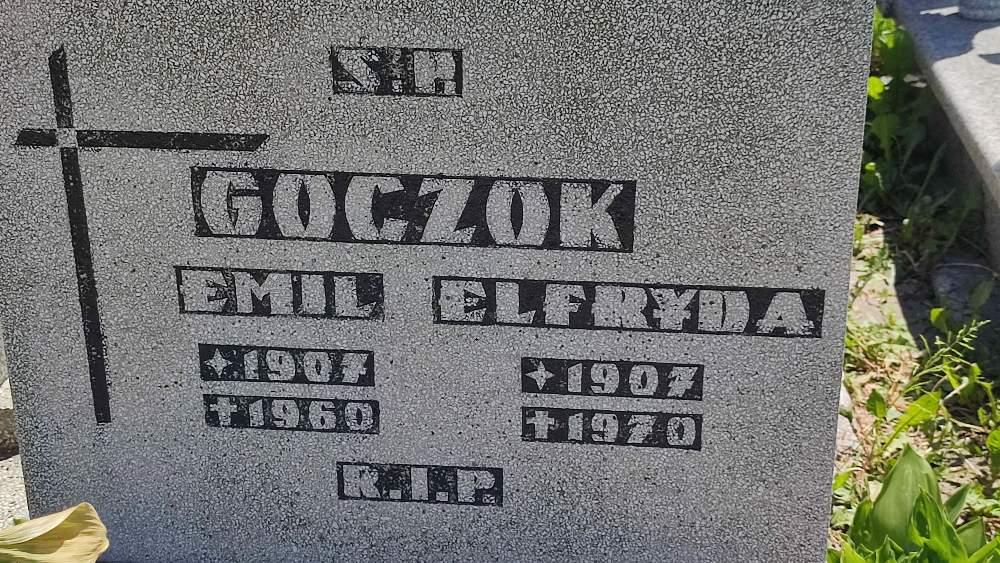 Ś.P.
GOCZOK
EMIL ELFRYDA
1907 1907
1960 1970
R.I.P.